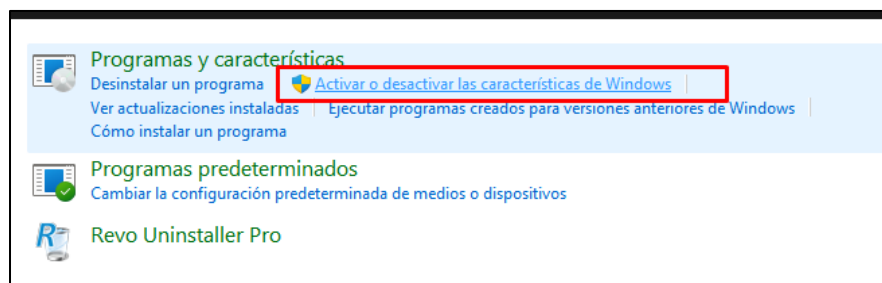 Programas y características
Desinstalar un programa Activar o desactivar las características de Windows
Ver actualizaciones instaladas Ejecutar programas creados para versiones anteriores de Windows
Cómo instalar un programa
Programas predeterminados
Cambiar la configuración predeterminada de medios o dispositivos
Revo Uninstaller Pro